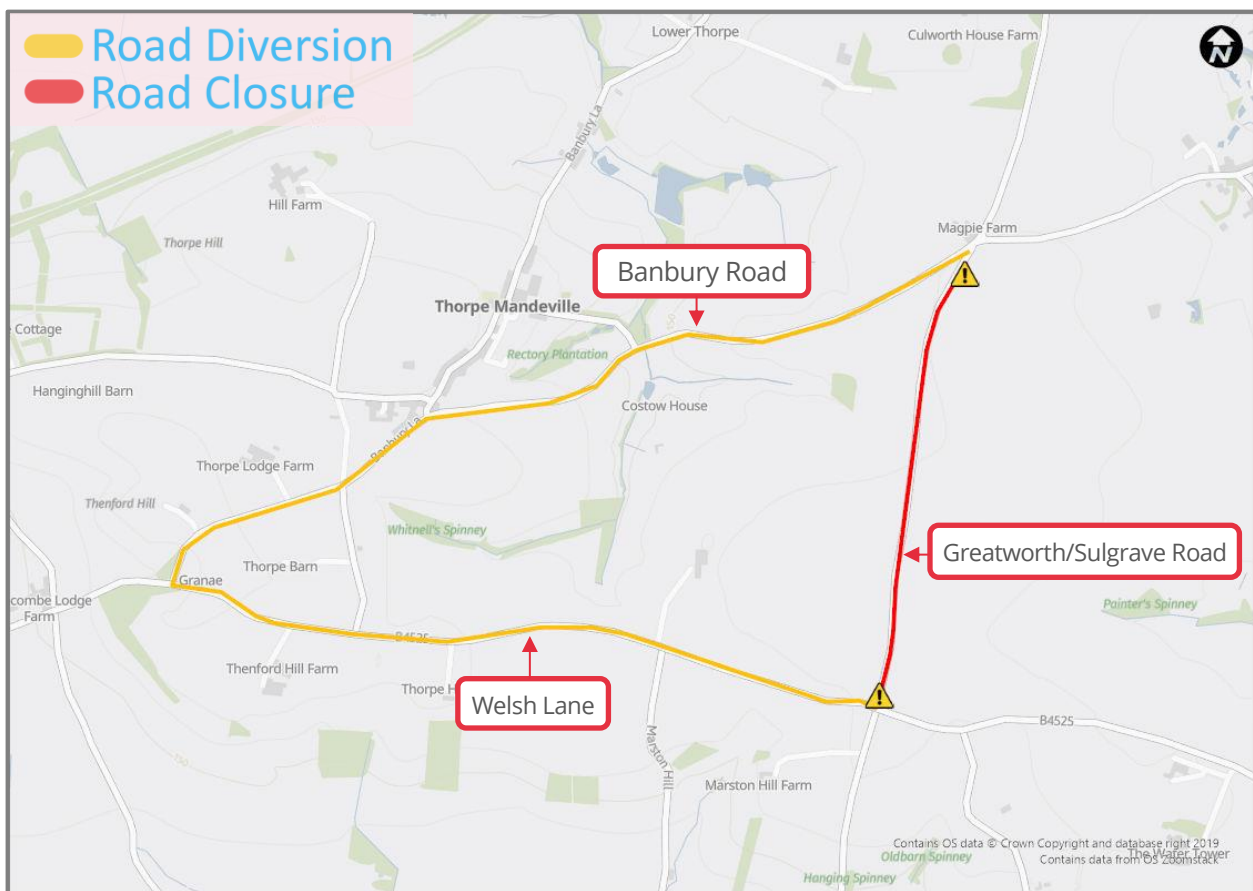 Road Diversion
Road Closure
N
Lower Thorpe
Culworth House Farm
Banbury La
Hill Farm
Thorpe Hill
Magpie Farm
Banbury Road
Thorpe Mandeville
150
Cottage
Rectory Plantation
Hanginghill Barn
Costow House
Banbury La
Thorpe Lodge Farm
Thenford Hill
Whitnell's Spinney
Greatworth/Sulgrave Road
Thorpe Barn
Granae
combe Lodge
Farm
Painter's Spinney
B4525
Thenford Hill Farm
Thorpe H
Welsh Lane
B4525
Marston Hill
150
Marston Hill Farm
Contains OS data © Crown Copyright and database right 2019
Oldbarn Spinney
The Water Tower
Contains data from OS Zoomstack
Hanging Spinney